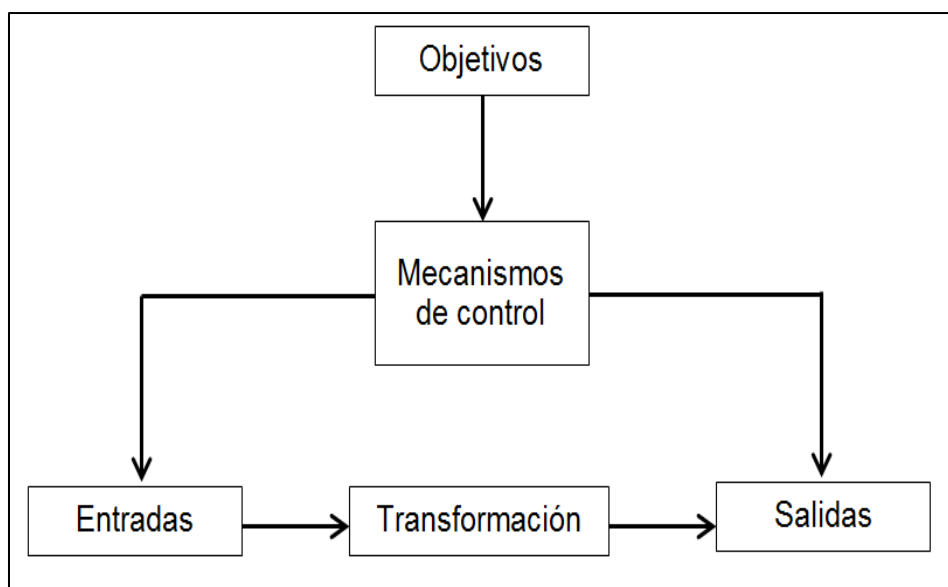 Objetivos
Mecanismos
de control
Entradas
Transformación
Salidas